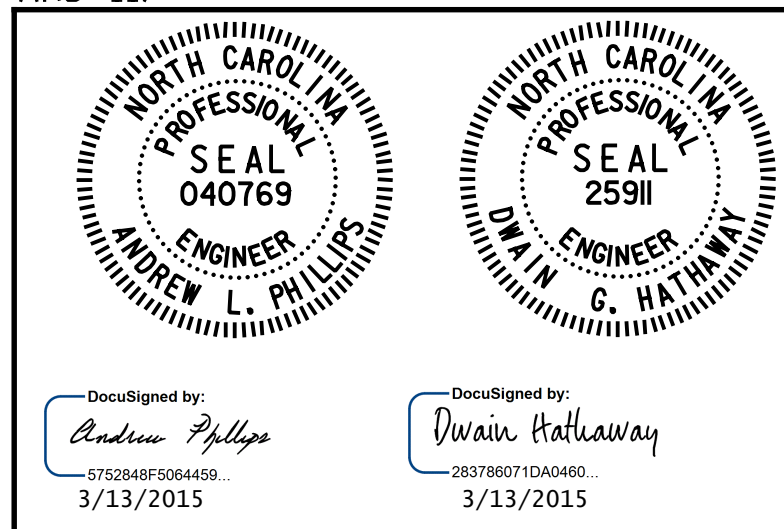 NORTH CAROLINA
PROFESSIONAL
SEAL
040769
ENGINEER
ANDREW L. PHILLIPS
NORTH CAROLINA
PROFESSIONAL
SEAL
25911
ENGINEER
DWAIN G. HATHAWAY
DocuSigned by:
Andrew Phillips
5752848F5064459...
3/13/2015
DocuSigned by:
Dwain Hathaway
283786071DA0460...
3/13/2015